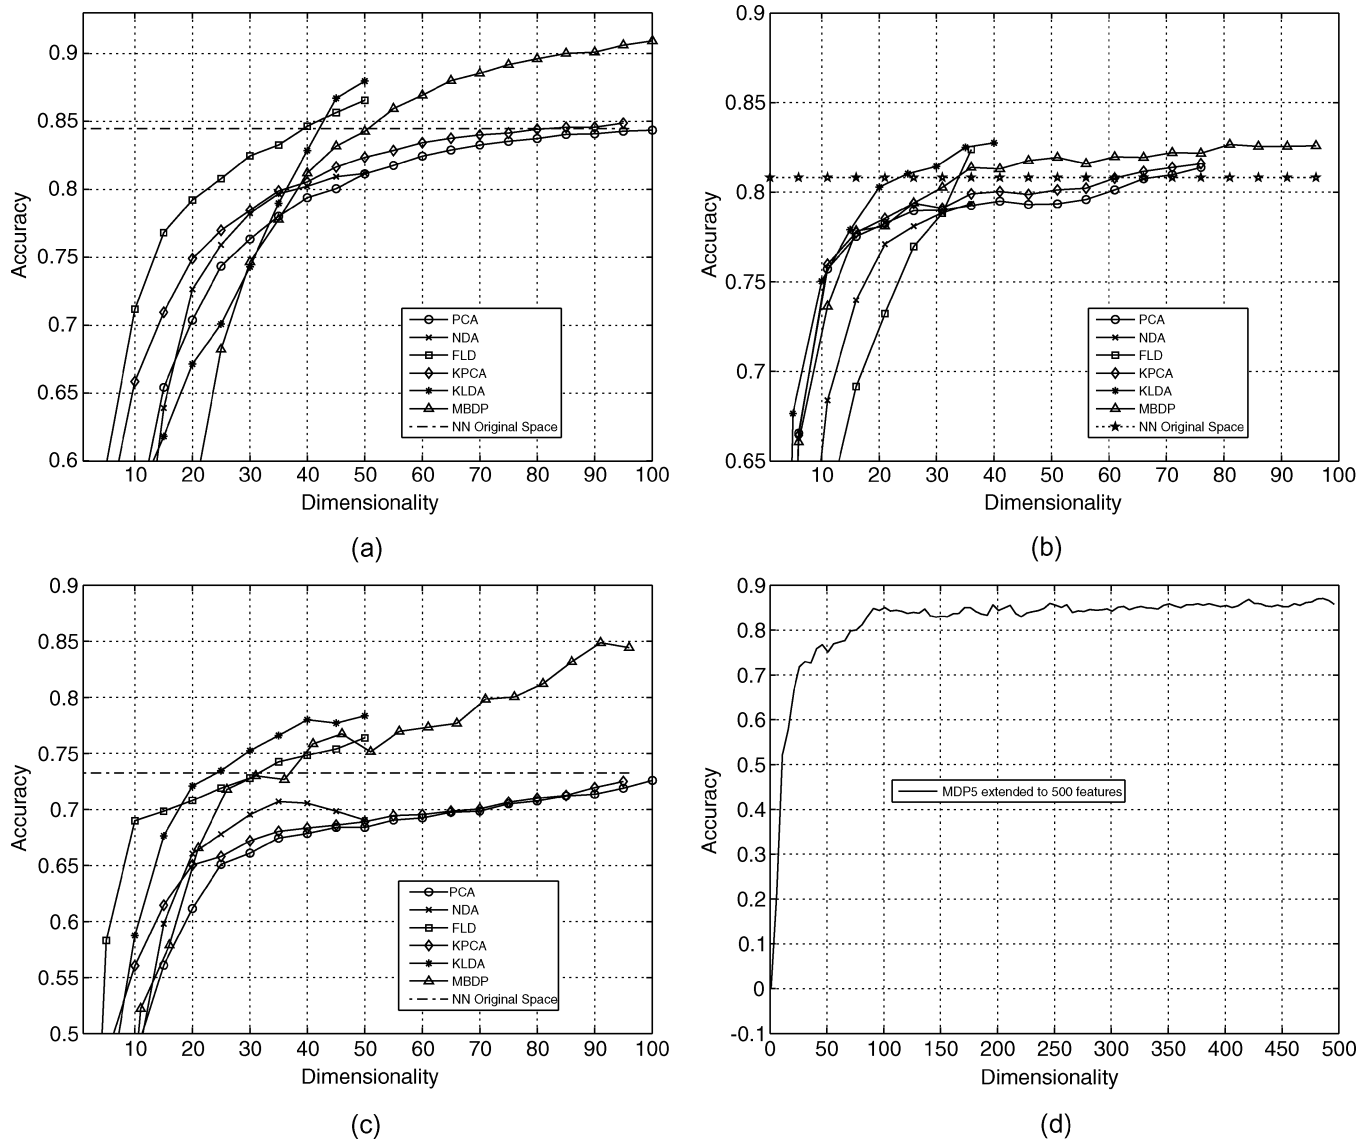 0.9
0.85
0.8
0.75
0.7
0.65
0.6
Accuracy
10 20 30 40 50 60 70 80 90 100
Dimensionality
PCA
NDA
FLD
KPCA
KLDA
MBDP
NN Original Space
(a)
0.9
0.85
0.8
0.75
0.7
0.65
Accuracy
10 20 30 40 50 60 70 80 90 100
Dimensionality
PCA
NDA
FLD
KPCA
KLDA
MBDP
NN Original Space
(b)
0.9
0.85
0.8
0.75
0.7
0.65
0.6
0.55
0.5
Accuracy
10 20 30 40 50 60 70 80 90 100
Dimensionality
PCA
NDA
FLD
KPCA
KLDA
MBDP
NN Original Space
(c)
0.9
0.8
0.7
0.6
0.5
0.4
0.3
0.2
0.1
0
-0.1
Accuracy
0 50 100 150 200 250 300 350 400 450 500
Dimensionality
MDP5 extended to 500 features
(d)